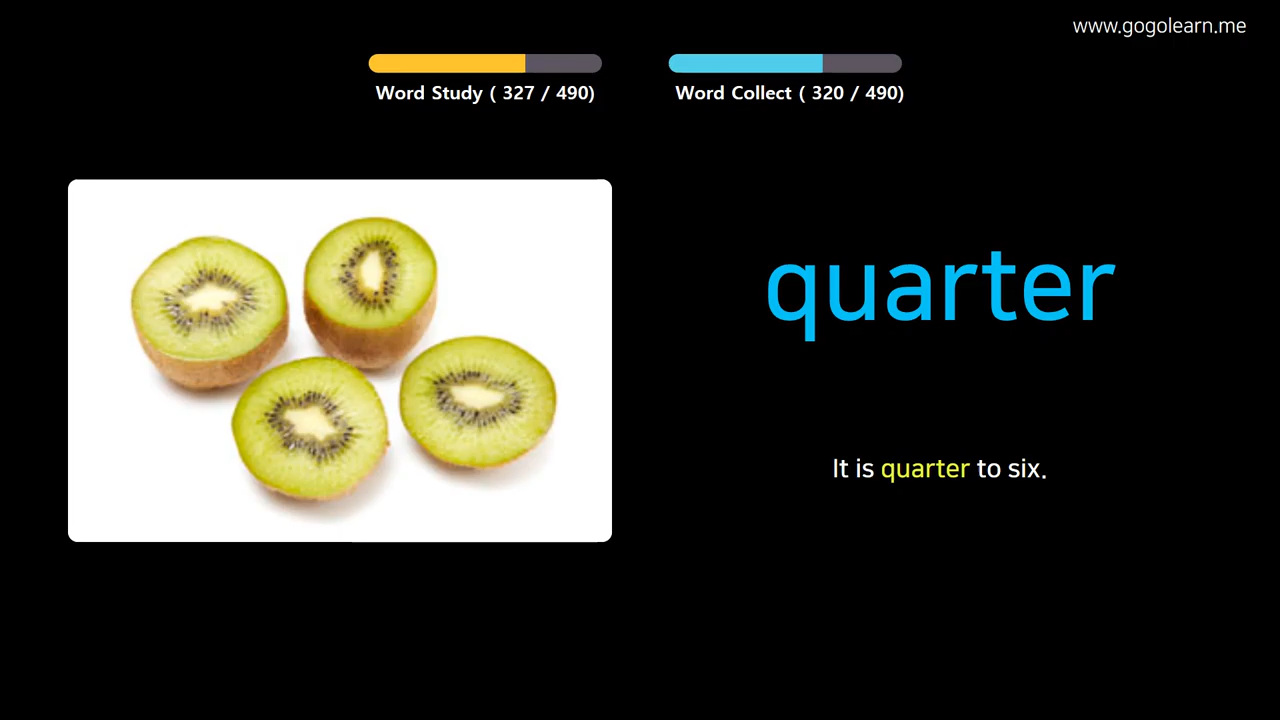 www.gogolearn.me
Word Study ( 327 / 490)
Word Collect ( 320 / 490)
quarter
It is quarter to six.